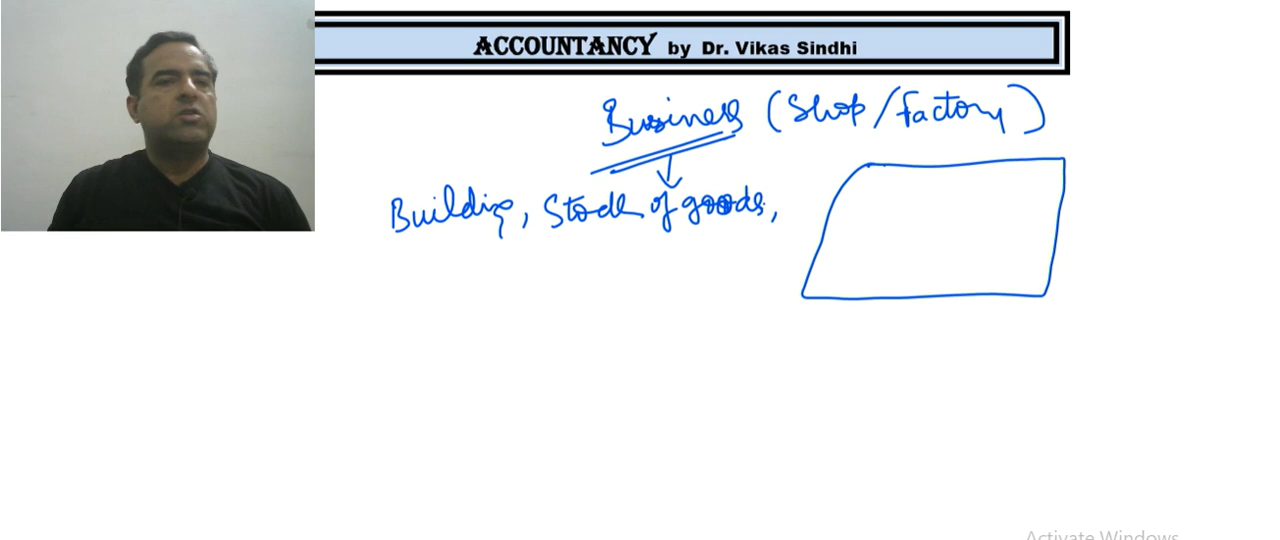 ACCOUNTANCY by Dr. Vikas Sindhi
Business (Shop/Factory)
Building, Stock of goods,
Activate Windows